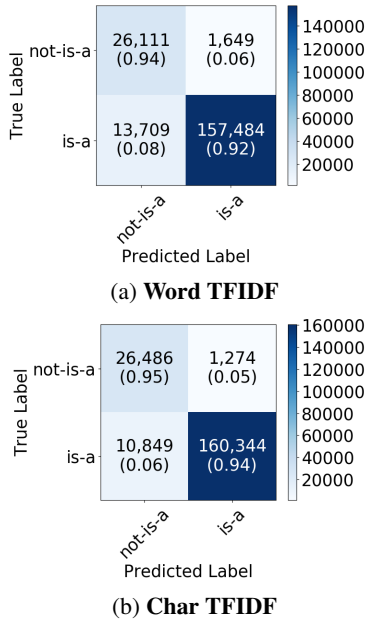 True Label
not-is-a
26,111 1,649
(0.94) (0.06)
is-a
13,709 157,484
(0.08) (0.92)
not-is-a is-a
Predicted Label
140000
120000
100000
80000
60000
40000
20000
(a) Word TFIDF
True Label
not-is-a
26,486 1,274
(0.95) (0.05)
is-a
10,849 160,344
(0.06) (0.94)
not-is-a is-a
Predicted Label
160000
140000
120000
100000
80000
60000
40000
20000
(b) Char TFIDF